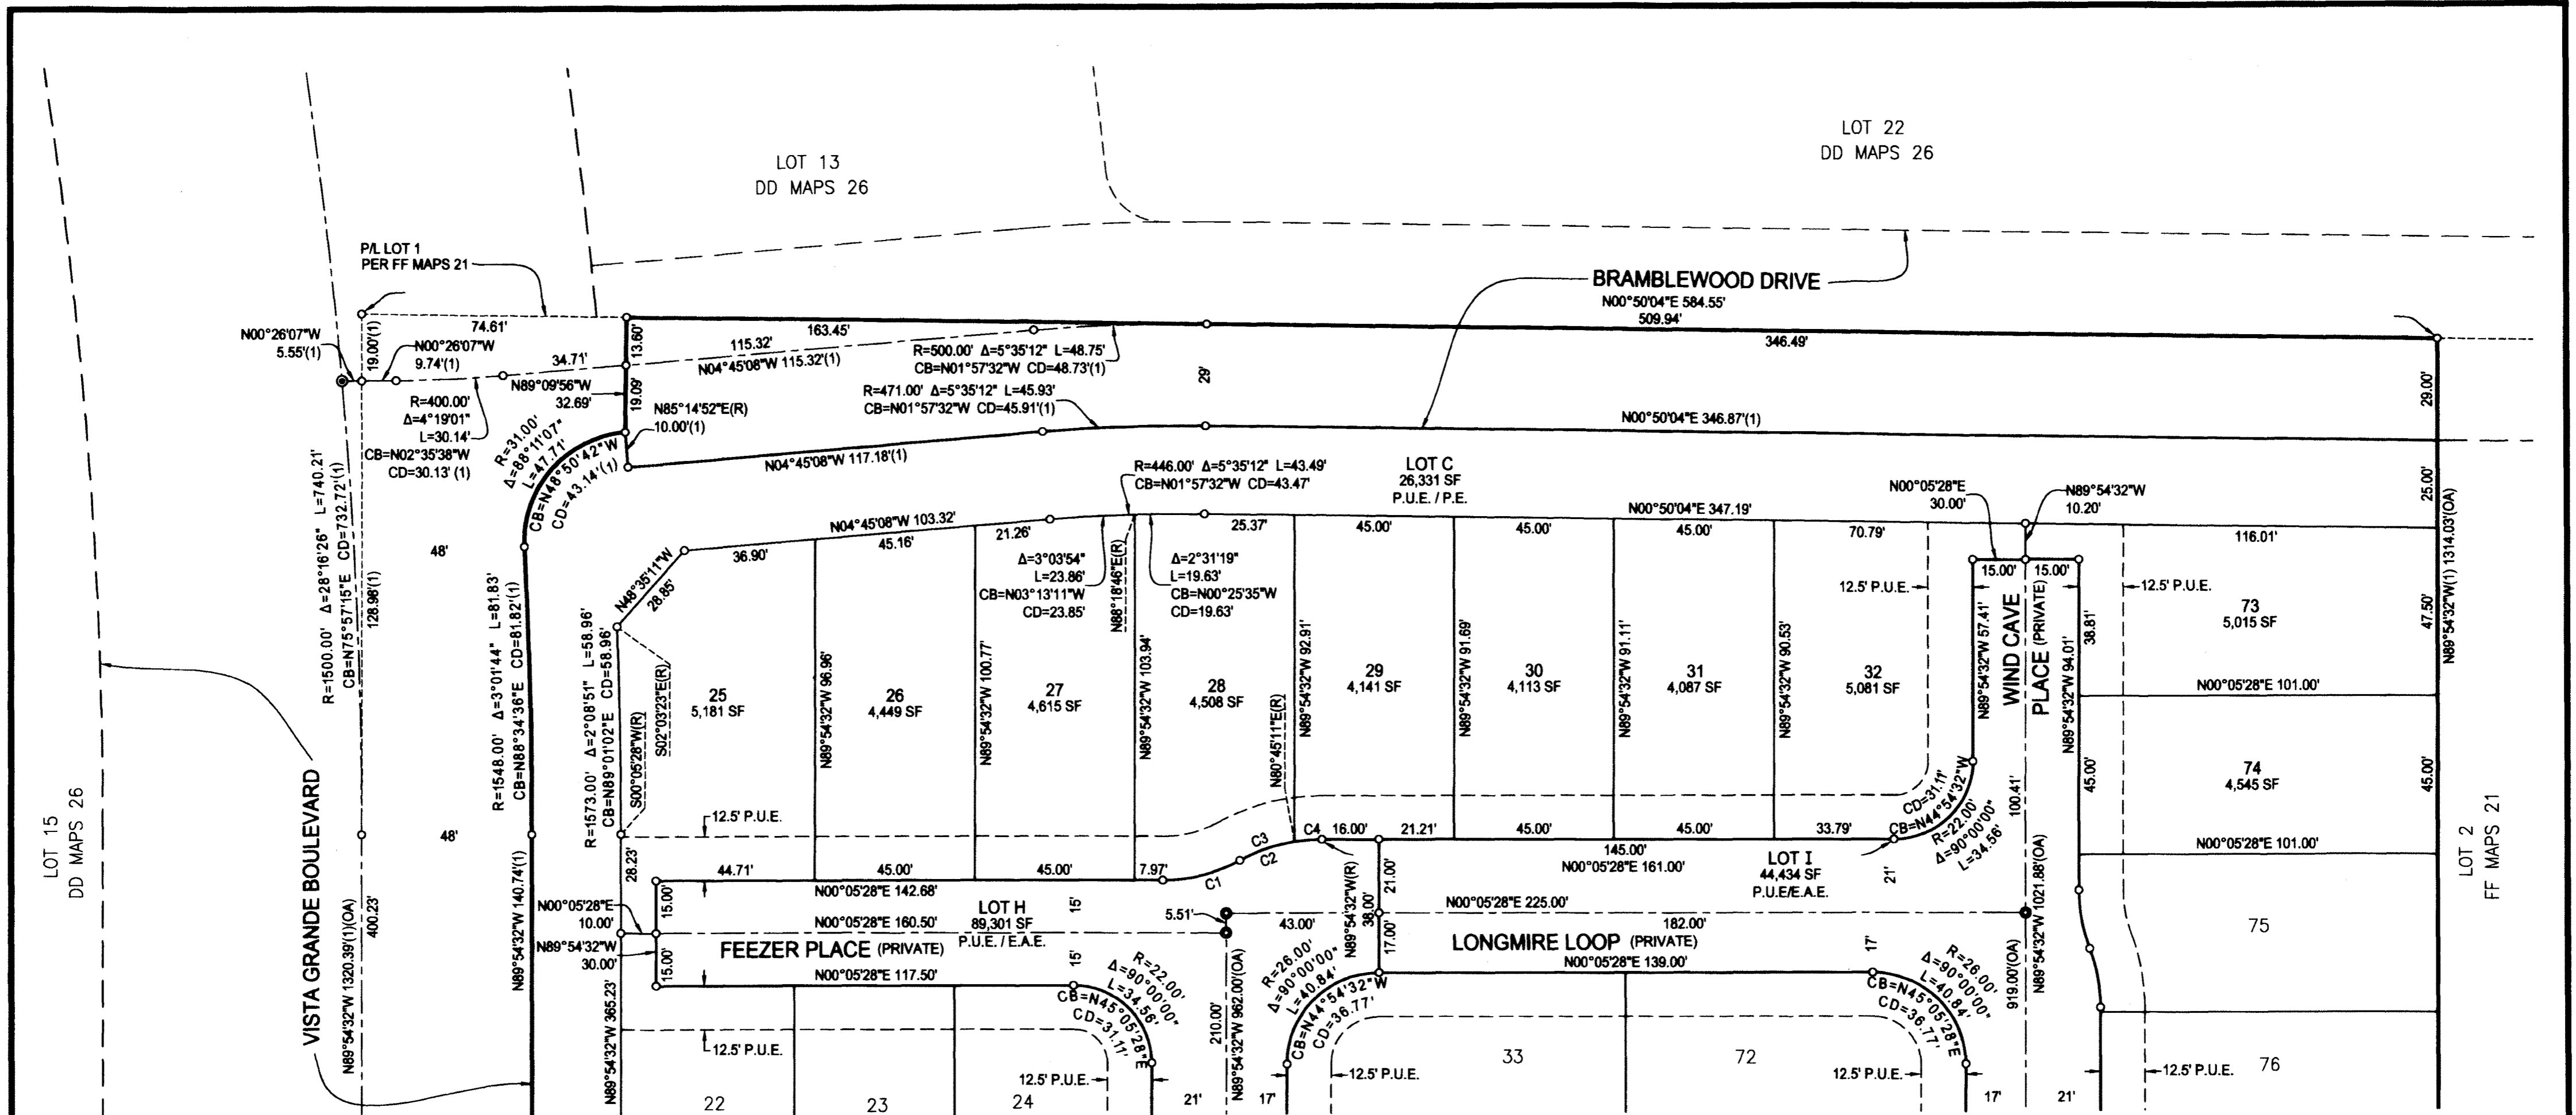 LOT 22
DD MAPS 26
LOT 13
DD MAPS 26
P/L LOT 1
PER FF MAPS 21
BRAMBLEWOOD DRIVE
N00°50'04"E 584.55'
509.94'
346.49'
N00°26'07"W
5.55'(1)
19.00'(1)
74.61'
N00°26'07"W
9.74'(1)
34.71'
13.60'
163.45'
115.32'
N04°45'08"W 115.32'(1)
R=500.00' Δ=5°35'12" L=48.75'
CB=N01°57'32"W CD=48.73'(1)
29'
29.00'
N89°09'56"W
32.69'
19.09'
R=471.00' Δ=5°35'12" L=45.93'
CB=N01°57'32"W CD=45.91'(1)
N85°14'52"E(R)
10.00'(1)
R=400.00'
Δ=4°19'01"
L=30.14'
CB=N02°35'38"W
CD=30.13' (1)
R=31.00'
Δ=88°11'07"
L=47.71'
CB=N48°50'42"W
CD=43.14'(1)
N00°50'04"E 346.87'(1)
N04°45'08"W 117.18'(1)
R=446.00' Δ=5°35'12" L=43.49'
CB=N01°57'32"W CD=43.47'
LOT C
26,331 SF
P.U.E. / P.E.
N00°05'28"E
30.00'
N89°54'32"W
10.20'
25.00'
N89°54'32"W(1) 1314.03'(OA)
R=1500.00' Δ=28°16'26" L=740.21'
CB=N75°57'15"E CD=732.72'(1)
128.98'(1)
48'
R=1548.00' Δ=3°01'44" L=81.83'
CB=N88°34'36"E CD=81.82'(1)
R=1573.00' Δ=2°08'51" L=58.96'
CB=N89°01'02"E CD=58.96'
N48°35'11"W
28.85'
36.90'
N04°45'08"W 103.32'
45.16'
21.26'
25.37'
45.00'
45.00'
N00°50'04"E 347.19'
45.00'
70.79'
116.01'
Δ=3°03'54"
L=23.86'
CB=N03°13'11"W
CD=23.85'
N88°18'46"E(R)
Δ=2°31'19"
L=19.63'
CB=N00°25'35"W
CD=19.63'
15.00'
15.00'
12.5' P.U.E.
12.5' P.U.E.
S02°03'23"E(R)
S00°05'28"W(R)
25
5,181 SF
N89°54'32"W 96.96'
26
4,449 SF
N89°54'32"W 100.77'
27
4,615 SF
N89°54'32"W 103.94'
28
4,508 SF
N80°45'11"E(R)
N89°54'32"W 92.91'
29
4,141 SF
N89°54'32"W 91.69'
30
4,113 SF
N89°54'32"W 91.11'
31
4,087 SF
N89°54'32"W 90.53'
32
5,081 SF
N89°54'32"W 57.41'
WIND CAVE
PLACE (PRIVATE)
N89°54'32"W 94.01'
38.81'
73
5,015 SF
47.50'
N00°05'28"E 101.00'
45.00'
74
4,545 SF
45.00'
N00°05'28"E 101.00'
LOT 15
DD MAPS 26
VISTA GRANDE BOULEVARD
48'
12.5' P.U.E.
C3
C4
16.00'
21.21'
45.00'
45.00'
33.79'
CD=31.11'
CB=N44°54'32"W
R=22.00'
Δ=90°00'00"
L=34.56'
100.41'
C2
C1
145.00'
N00°05'28"E 161.00'
LOT I
44,434 SF
P.U.E/E.A.E.
21'
LOT 2
FF MAPS 21
28.23'
44.71'
45.00'
45.00'
7.97'
N00°05'28"E 142.68'
15.00'
N00°05'28"E
10.00'
N00°05'28"E 160.50'
LOT H
89,301 SF
P.U.E. / E.A.E.
15'
5.51'
43.00'
N89°54'32"W(R)
38.00'
21.00'
N00°05'28"E 225.00'
182.00'
N89°54'32"W 1021.88'(OA)
75
N89°54'32"W
30.00'
15.00'
FEEZER PLACE (PRIVATE)
17.00'
LONGMIRE LOOP (PRIVATE)
17'
N00°05'28"E 117.50'
15'
R=22.00'
Δ=90°00'00"
L=34.56'
CB=N45°05'28"E
CD=31.11'
N00°05'28"E 139.00'
R=26.00'
Δ=90°00'00"
L=40.84'
CB=N44°54'32"W
CD=36.77'
R=26.00'
Δ=90°00'00"
L=40.84'
CB=N45°05'28"E
CD=36.77'
919.00'(OA)
N89°54'32"W 1320.39'(1)(OA)
400.23'
N89°54'32"W 140.74'(1)
N89°54'32"W 365.23'
12.5' P.U.E.
210.00'
N89°54'32"W 962.00'(OA)
33
72
76
12.5' P.U.E.
12.5' P.U.E.
12.5' P.U.E.
12.5' P.U.E.
22
23
24
21'
17'
17'
21'